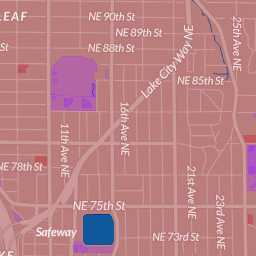 NE 90th St
LEAF
NE 89th St
NE 88th St
25th Ave NE
Lake City Way NE
NE 85th St
16th Ave NE
11th Ave NE
NE 78th St
21st Ave NE
23rd Ave NE
NE 75th St
Safeway
NE 73rd St
KE